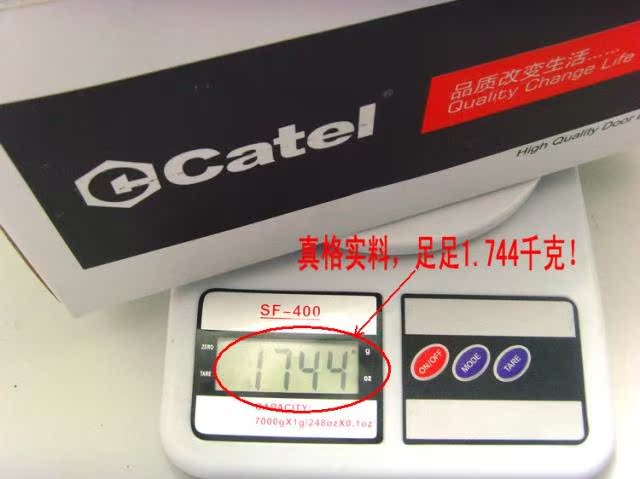 Catel
®
品质改变生活……
Quality Change Life
High Quality Door
真格实料，足足1.744千克！
SF-400
ZERO
TARE
1744
g
oz
CAPACITY:
7000gX1g/248ozX0.1oz
ON/OFF
MODE
TARE